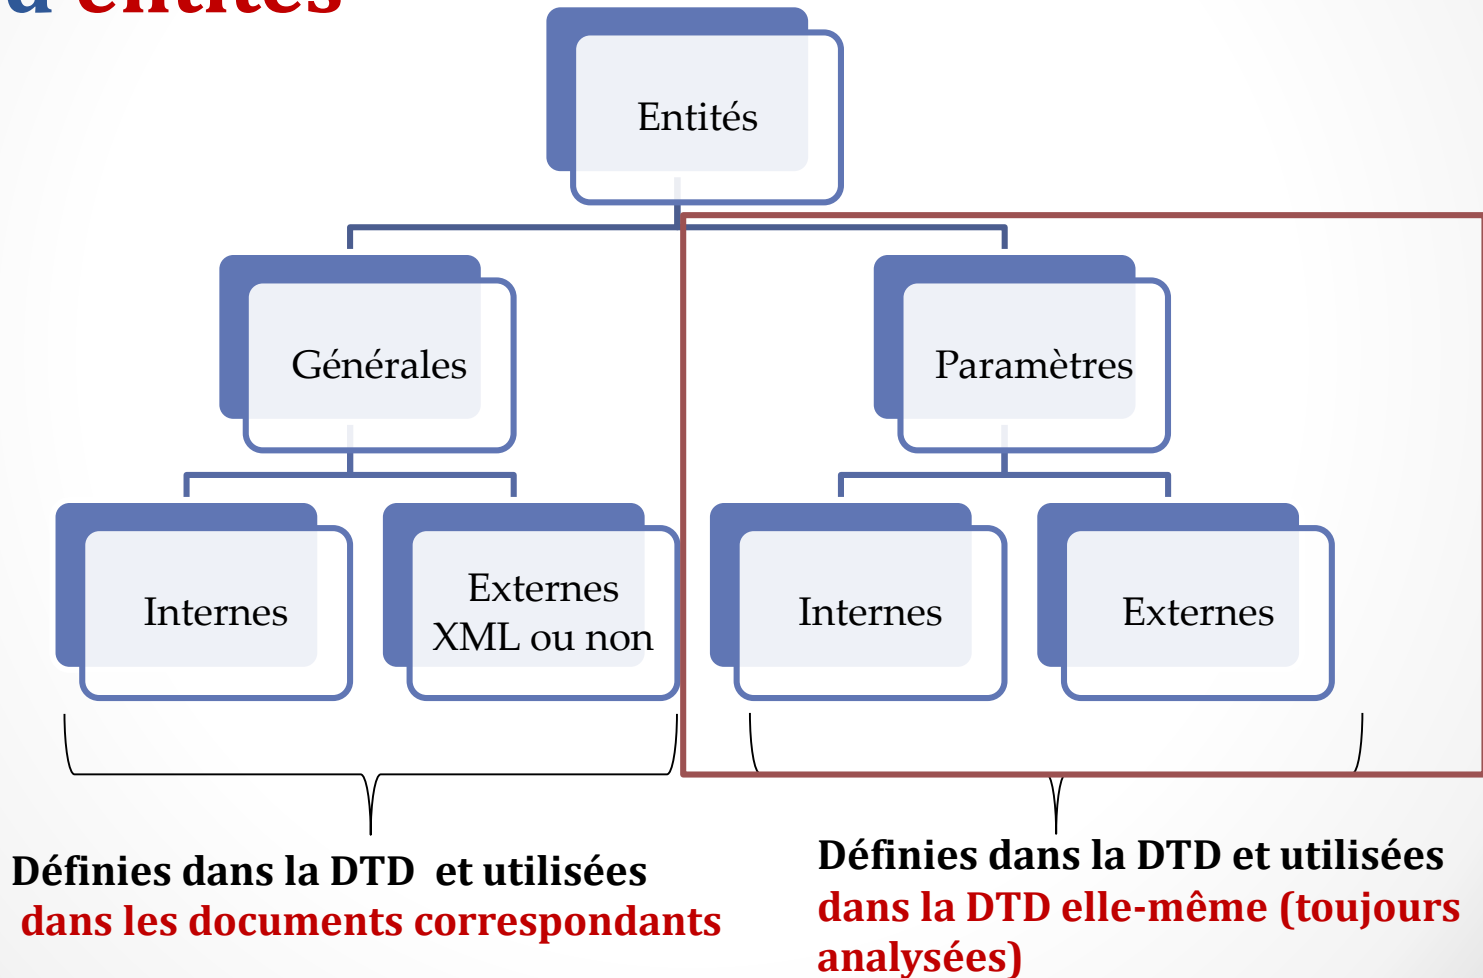 d'entités
Entités
Générales
Paramètres
Internes
Externes
XML ou non
Internes
Externes
Définies dans la DTD et utilisées
dans les documents correspondants
Définies dans la DTD et utilisées
dans la DTD elle-même (toujours
analysées)